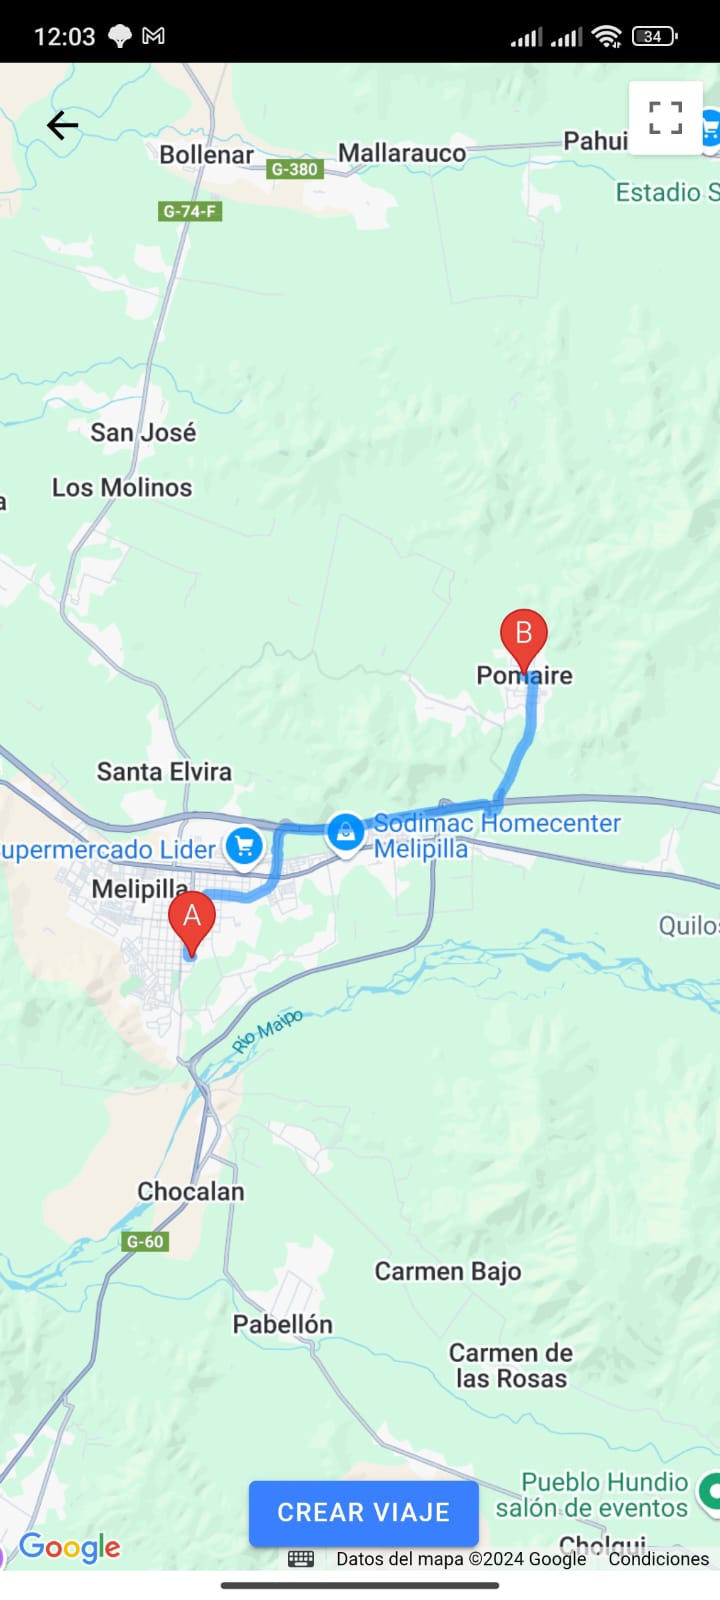 12:03
34
Bollenar
G-380
Mallarauco
Pahui
Estadio S
G-74-F
San José
Los Molinos
a
B
Pomaire
Santa Elvira
Sodimac Homecenter
Melipilla
upermercado Lider
Melipilla
A
Quilos
Río Maipo
Chocalan
G-60
Carmen Bajo
Pabellón
Carmen de
las Rosas
Pueblo Hundio
salón de eventos
CREAR VIAJE
Cholqui
Google
Datos del mapa ©2024 Google
Condiciones